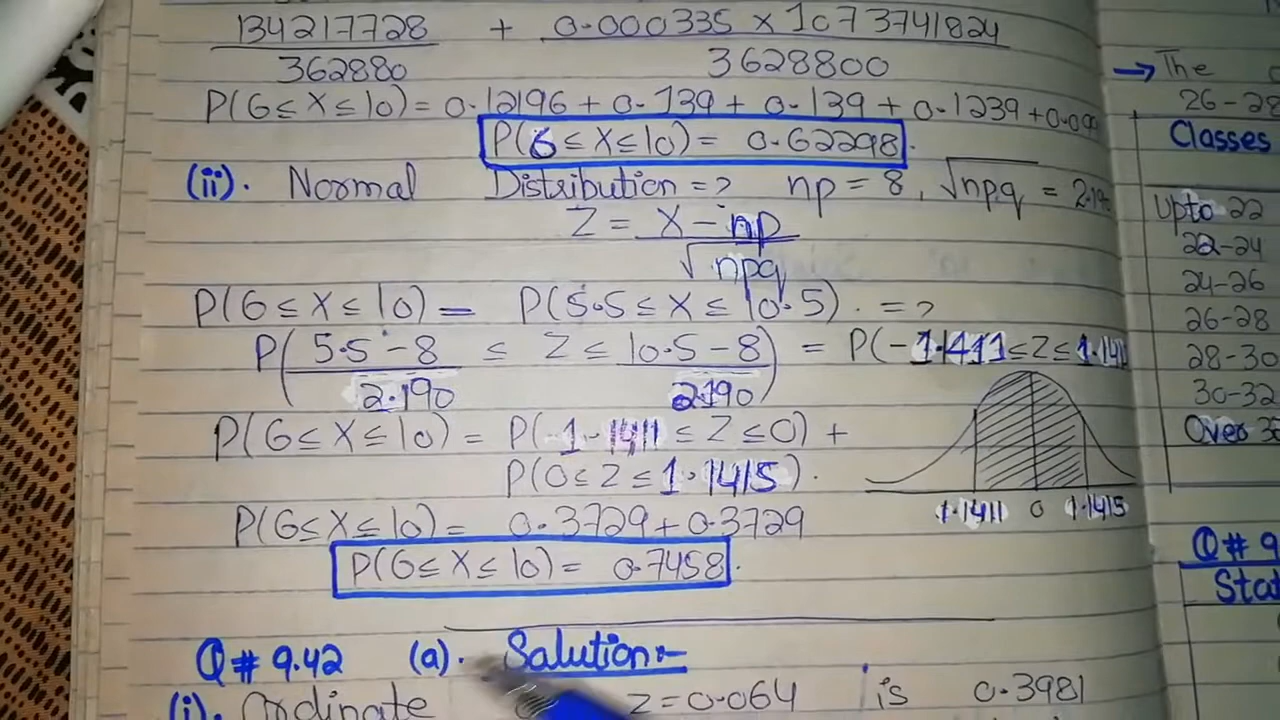 134217728 + 0.000335 × 1073741824
362880 3628800
P(6 ≤ X ≤ 10) = 0.12196 + 0.139 + 0.139 + 0.1239 +
P(6 ≤ X ≤ 10) = 0.62298.
(ii). Normal Distribution => np = 8, √npq = 2.19
Z = X - np
√npq
P(6 ≤ X ≤ 10) = P(5.5 ≤ X ≤ 10.5). =>
P(5.5 - 8 ≤ Z ≤ 10.5 - 8) = P(-1.1411 ≤ Z ≤ 1.141
2.190 2.190
P(6 ≤ X ≤ 10) = P(-1.1411 ≤ Z ≤ 0) +
P(0 ≤ Z ≤ 1.1415).
1.1411 0 1.1415
P(6 ≤ X ≤ 10) = 0.3729 + 0.3729
P(6 ≤ X ≤ 10) = 0.7458.
Q# 9.42 (a). Salution:-
(i). Ordinate Z = 0.064 is 0.3981
→ The
26-28
Classes
Upto 22
22-24
24-26
26-28
28-30
30-32
Over 3
Q# 9
Stat